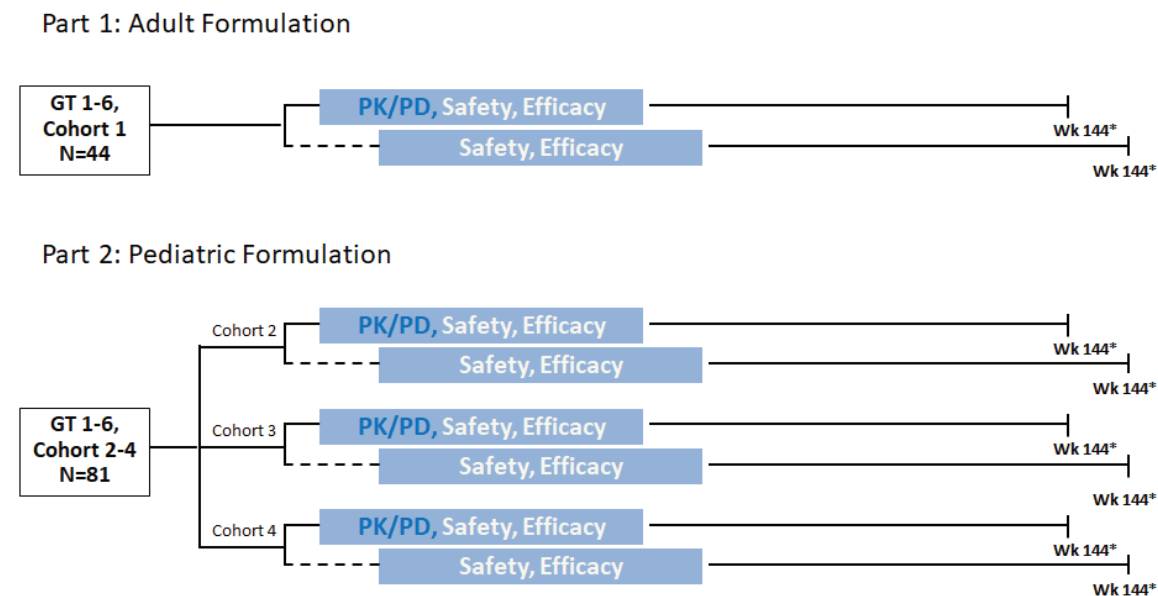 Part 1: Adult Formulation
GT 1-6,
Cohort 1
N=44
PK/PD, Safety, Efficacy
Wk 144*
Safety, Efficacy
Wk 144*
Part 2: Pediatric Formulation
GT 1-6,
Cohort 2-4
N=81
Cohort 2
PK/PD, Safety, Efficacy
Wk 144*
Safety, Efficacy
Wk 144*
Cohort 3
PK/PD, Safety, Efficacy
Wk 144*
Safety, Efficacy
Wk 144*
Cohort 4
PK/PD, Safety, Efficacy
Wk 144*
Safety, Efficacy
Wk 144*